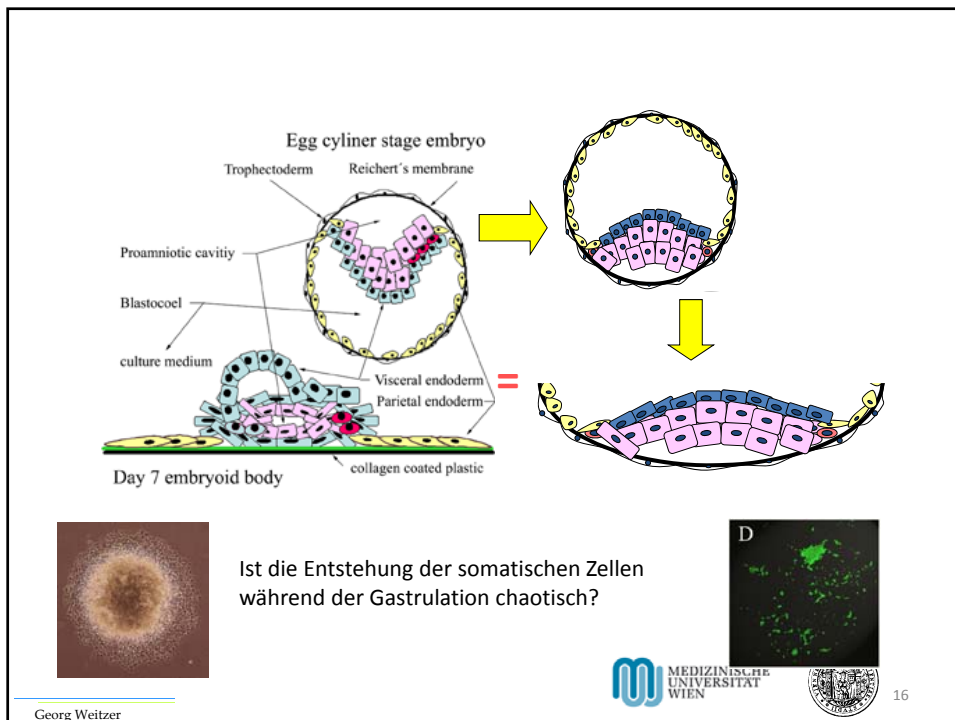 Egg cyliner stage embryo
Trophectoderm
Reichert´s membrane
Proamniotic cavitiy
Blastocoel
culture medium
Visceral endoderm
Parietal endoderm
=
collagen coated plastic
Day 7 embryoid body
D
Ist die Entstehung der somatischen Zellen
während der Gastrulation chaotisch?
MEDIZINISCHE
UNIVERSITÄT
WIEN
16
Georg Weitzer